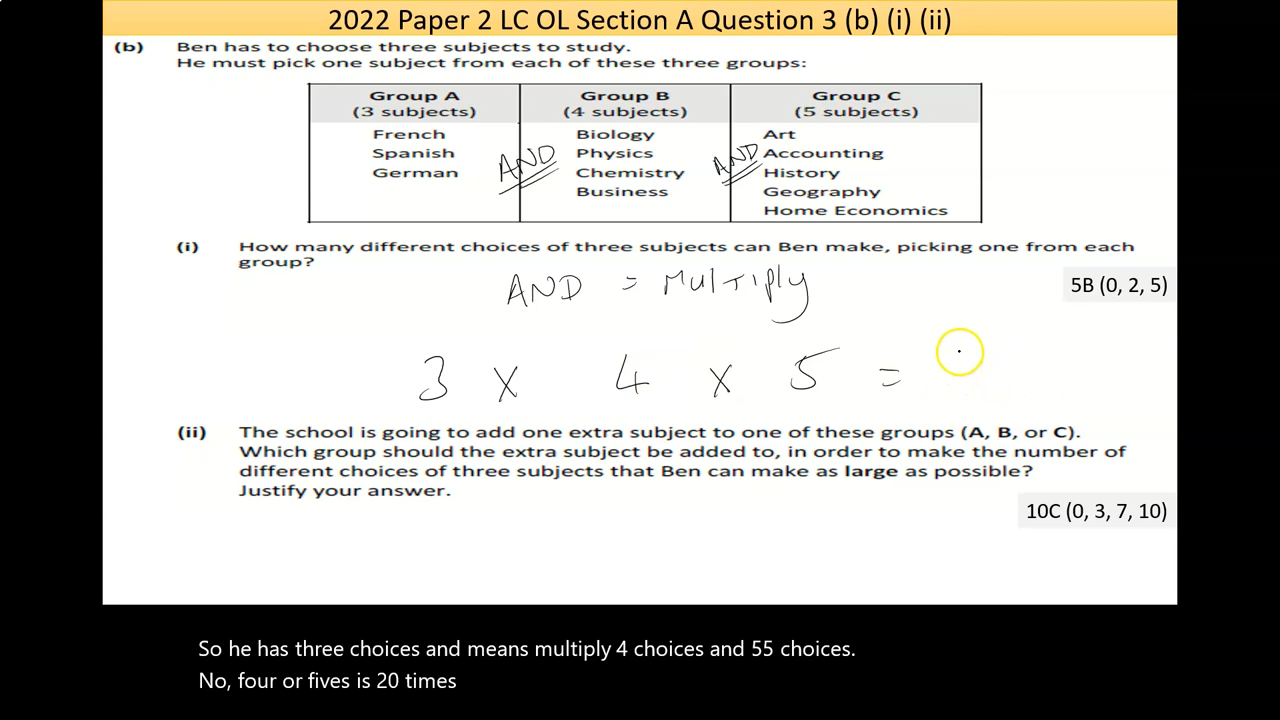 2022 Paper 2 LC OL Section A Question 3 (b) (i) (ii)
(b) Ben has to choose three subjects to study.
He must pick one subject from each of these three groups:
Group A Group B Group C
(3 subjects) (4 subjects) (5 subjects)
French Biology Art
Spanish AND Physics AND Accounting
German Chemistry History
Business Geography
Home Economics
(i) How many different choices of three subjects can Ben make, picking one from each
group?
AND = Multiply
5B (0, 2, 5)
3 x 4 x 5 =
(ii) The school is going to add one extra subject to one of these groups (A, B, or C).
Which group should the extra subject be added to, in order to make the number of
different choices of three subjects that Ben can make as large as possible?
Justify your answer.
10C (0, 3, 7, 10)
So he has three choices and means multiply 4 choices and 55 choices.
No, four or fives is 20 times